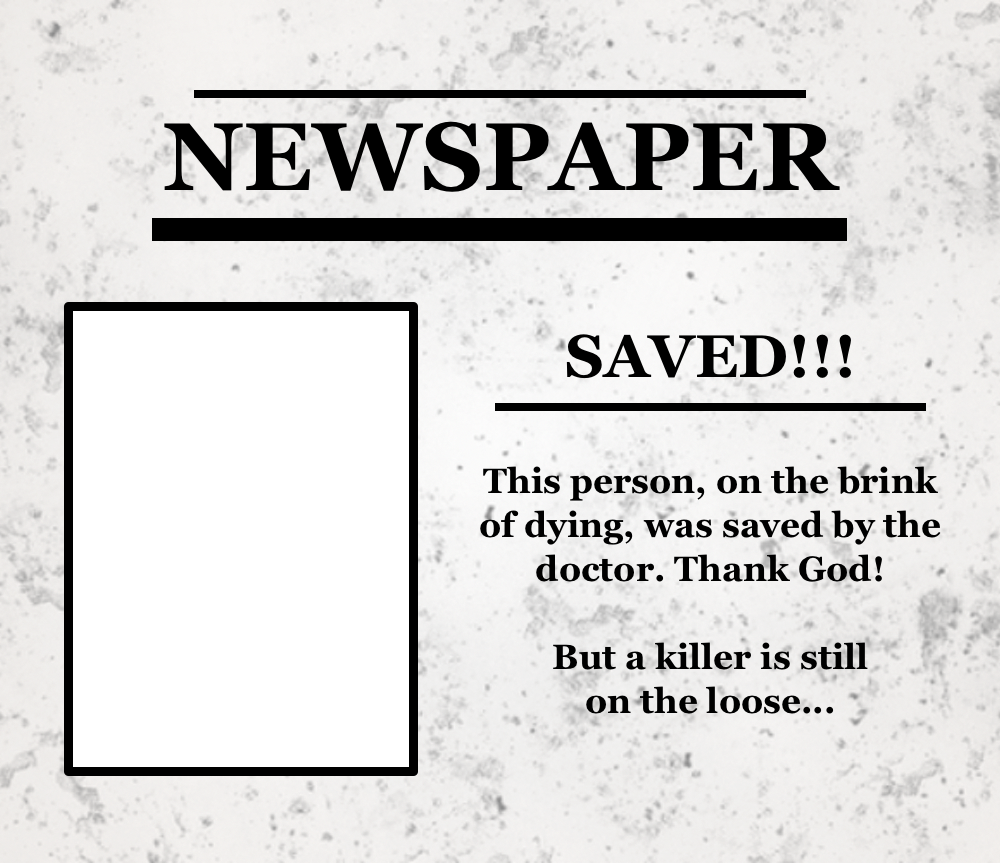 NEWSPAPER
SAVED!!!
This person, on the brink
of dying, was saved by the
doctor. Thank God!
But a killer is still
on the loose...